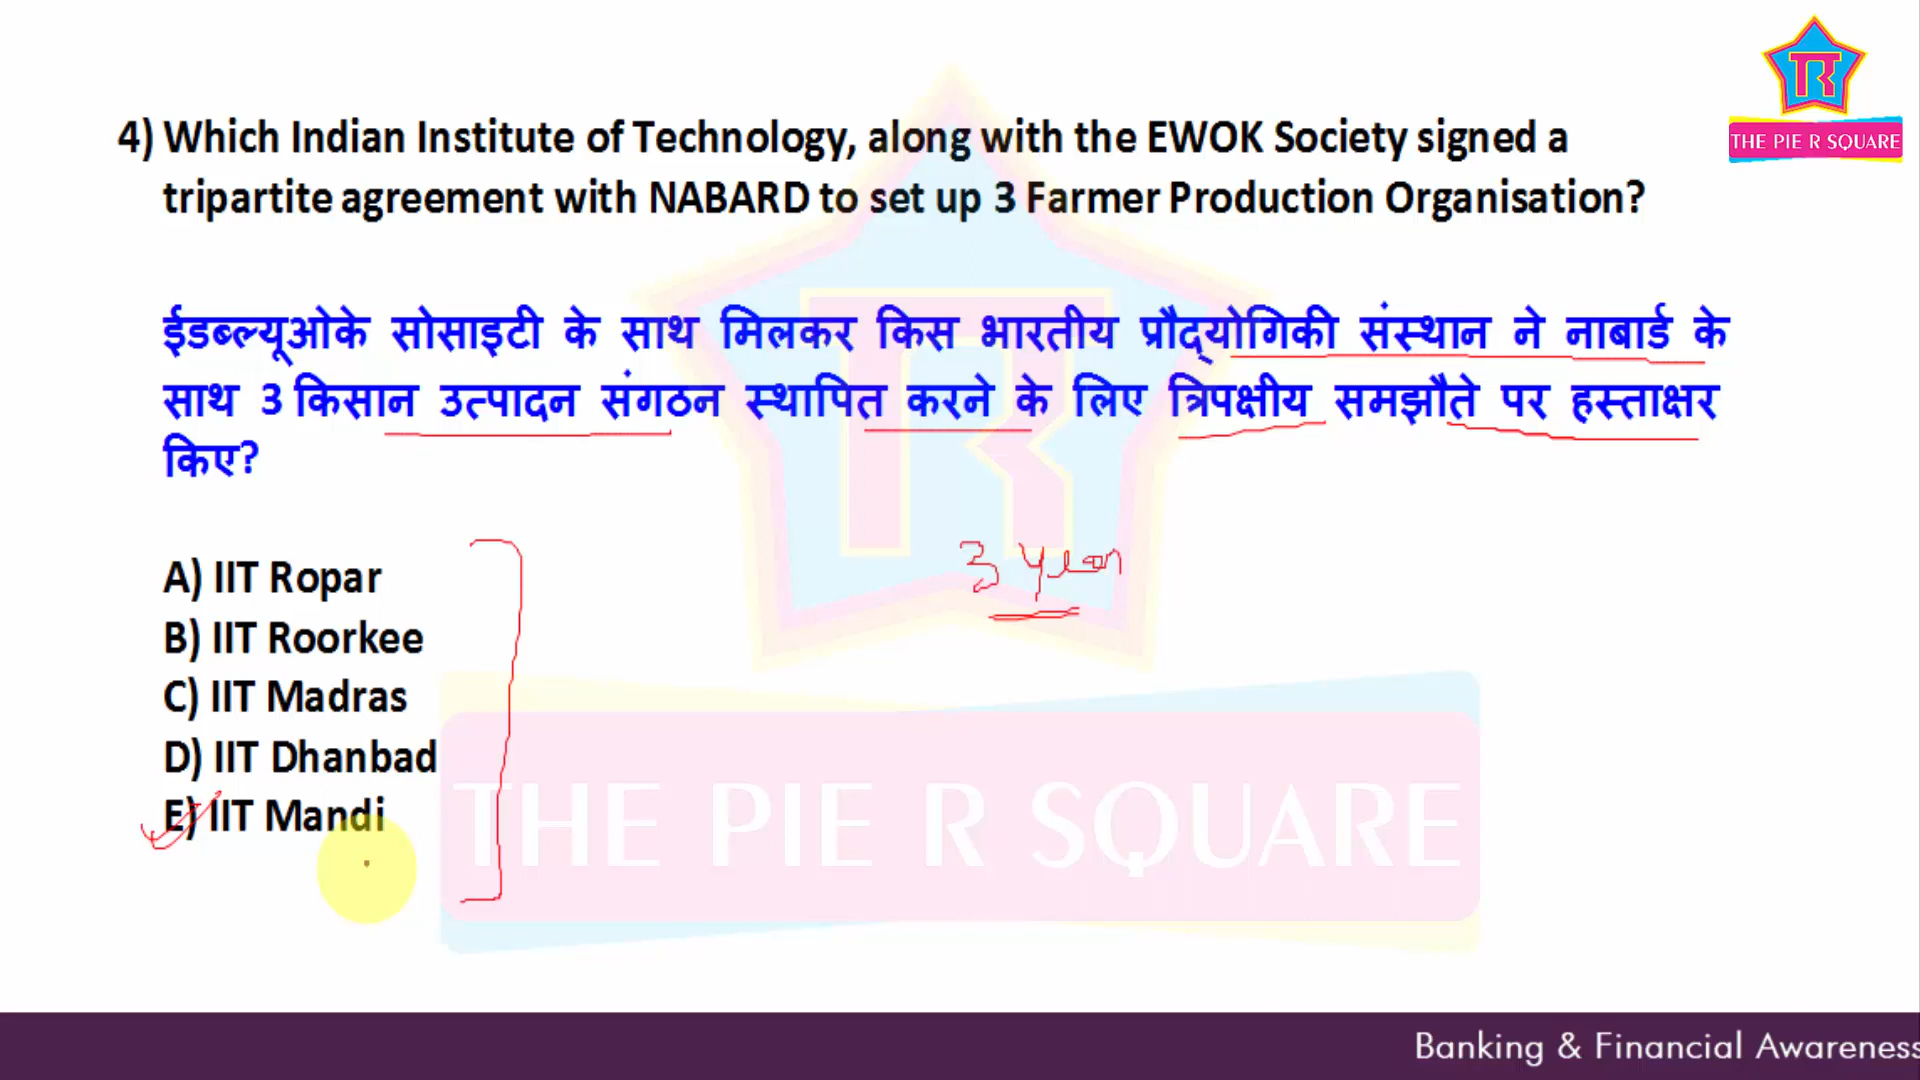 TR
THE PIE R SQUARE
4) Which Indian Institute of Technology, along with the EWOK Society signed a
tripartite agreement with NABARD to set up 3 Farmer Production Organisation?
ईडब्ल्यूओके सोसाइटी के साथ मिलकर किस भारतीय प्रौद्योगिकी संस्थान ने नाबार्ड के
साथ 3 किसान उत्पादन संगठन स्थापित करने के लिए त्रिपक्षीय समझौते पर हस्ताक्षर
किए?
A) IIT Ropar
B) IIT Roorkee
C) IIT Madras
D) IIT Dhanbad
E) IIT Mandi
3 year
THE PIE R SQUARE
Banking & Financial Awareness